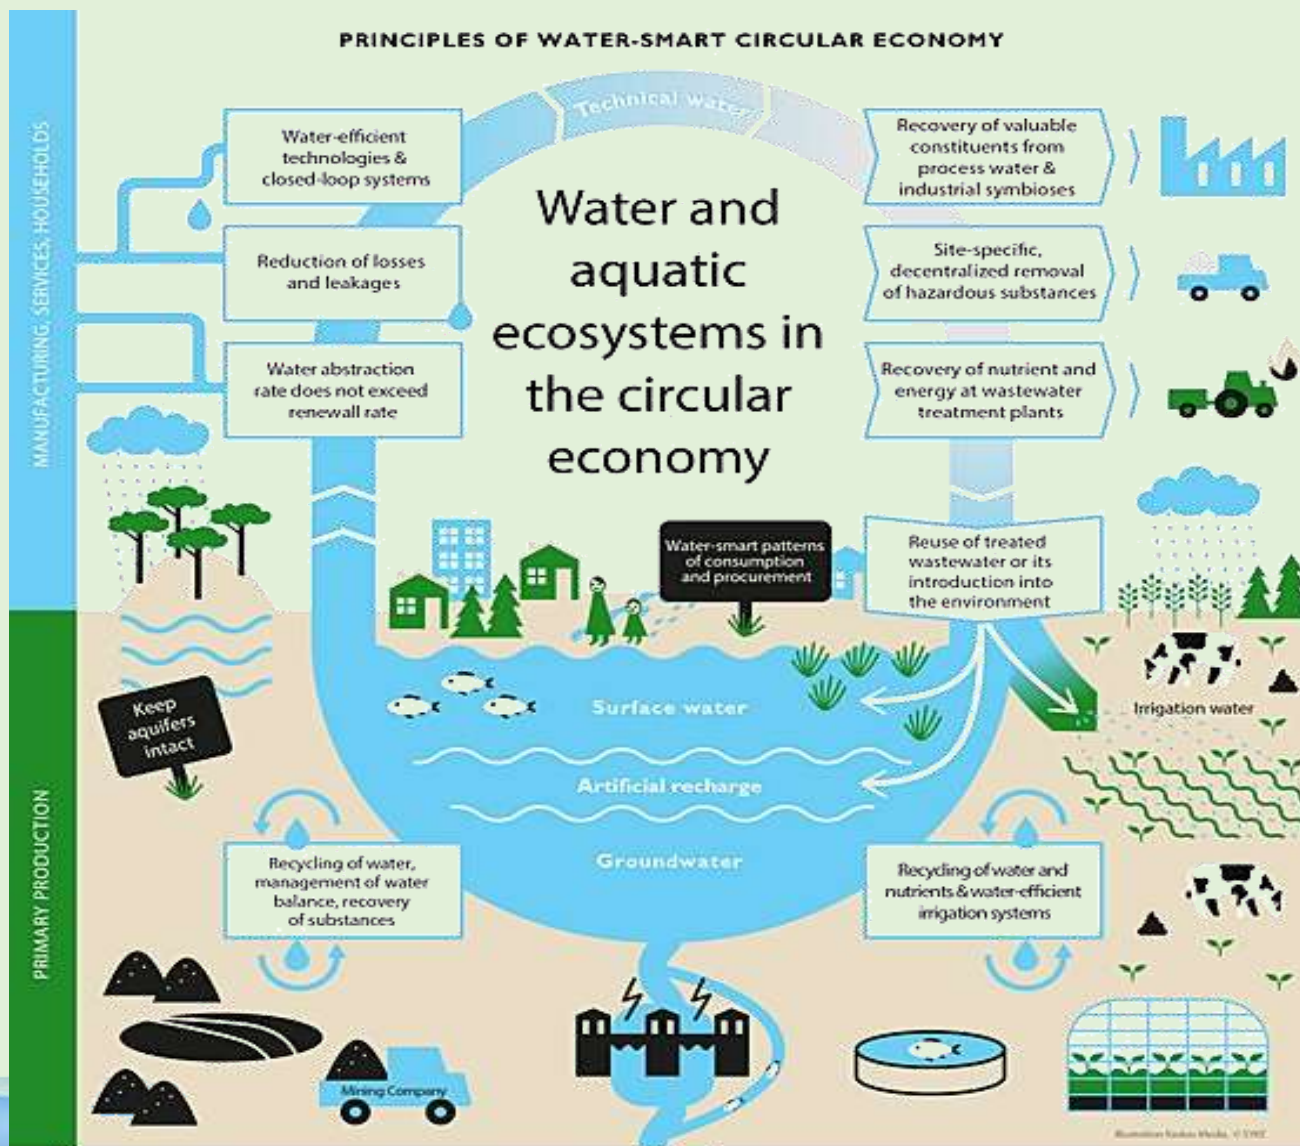 PRINCIPLES OF WATER-SMART CIRCULAR ECONOMY
Technical water
MANUFACTURING, SERVICES, HOUSEHOLDS
Water-efficient
technologies &
closed-loop systems
Reduction of losses
and leakages
Water abstraction
rate does not exceed
renewall rate
Water and
aquatic
ecosystems in
the circular
economy
Recovery of valuable
constituents from
process water &
industrial symbioses
Site-specific,
decentralized removal
of hazardous substances
Recovery of nutrient and
energy at wastewater
treatment plants
Water-smart patterns
of consumption
and procurement
Reuse of treated
wastewater or its
introduction into
the environment
PRIMARY PRODUCTION
Keep
aquifers
intact
Surface water
Artificial recharge
Groundwater
Irrigation water
Recycling of water,
management of water
balance, recovery
of substances
Recycling of water and
nutrients & water-efficient
irrigation systems
Mining Company